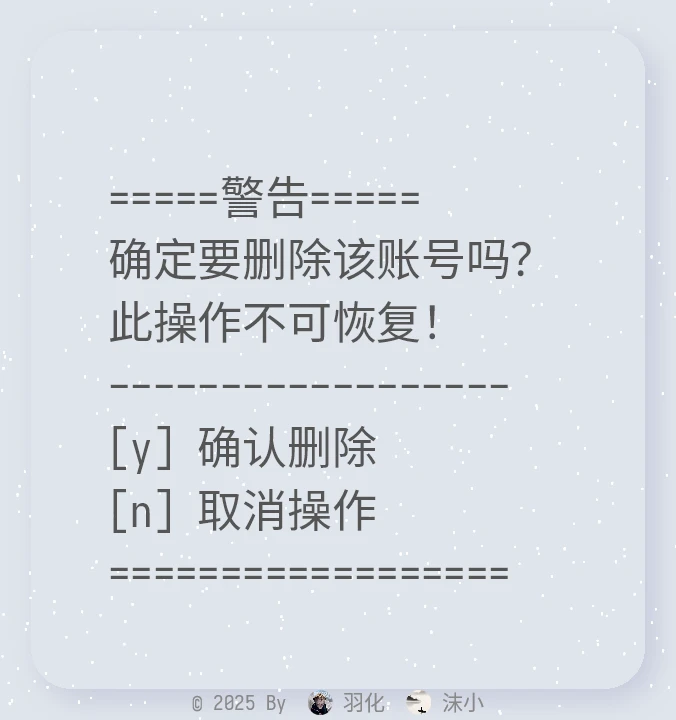 =====警告=====
确定要删除该账号吗?
此操作不可恢复!
------------------
[y] 确认删除
[n] 取消操作
==================
© 2025 By 羽化 沫小